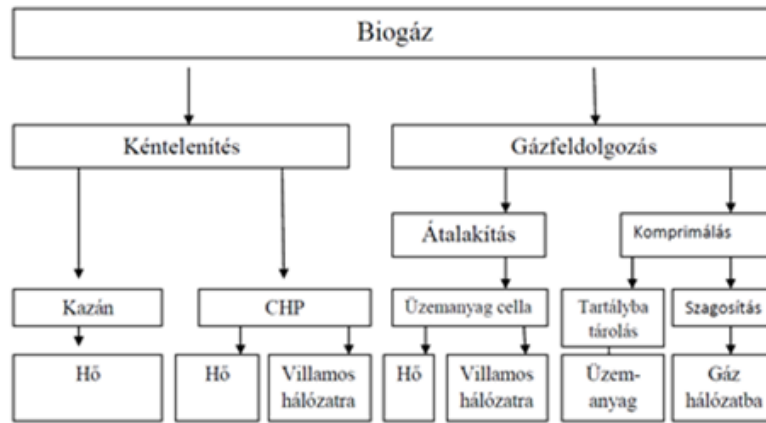 Biogáz
Kéntelenítés
Gázfeldolgozás
Átalakítás
Komprimálás
Kazán
CHP
Üzemanyag cella
Tartályba
tárolás
Szagosítás
Hő
Hő
Villamos
hálózatra
Hő
Villamos
hálózatra
Üzem-
anyag
Gáz
hálózatba